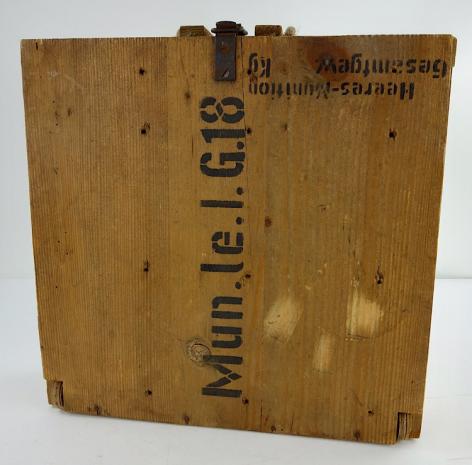 Mun.le.I.G.18
Heeres-Munition
Gesamtgew. kg